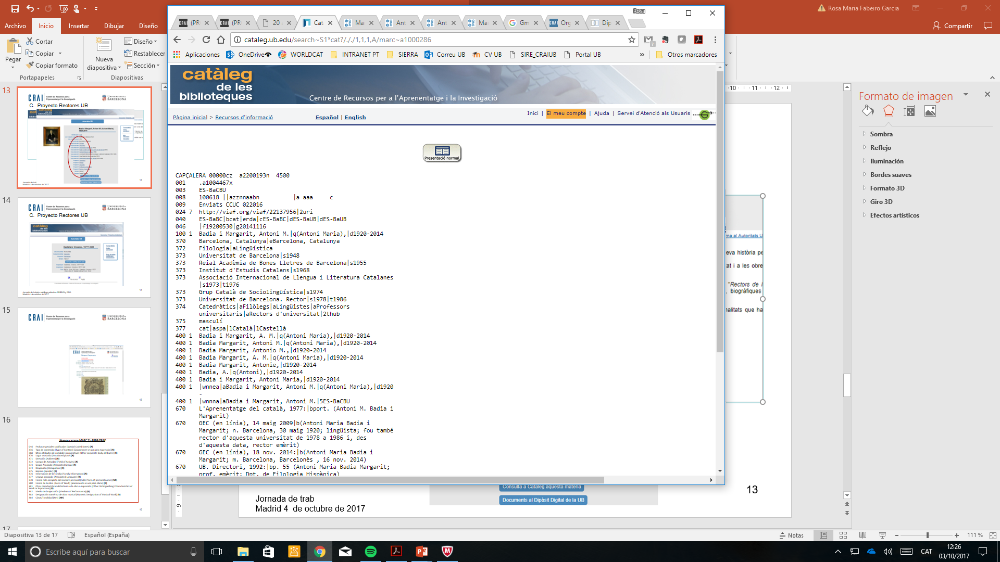 Rosa Maria Fabeiro Garcia
Archivo
Inicio
Insertar
Dibujar
Diseño
Compartir
Pegar
Cortar
Copiar
Copiar formato
Portapapeles
Nueva
diapositiva
Diseño
Restablecer
Sección
Diapositivas
Rosa
(PR
(PR
20
Cat
Ma
Ant
Ant
Ma
Gm
Org
Dip
cataleg.ub.edu/search~S1*cat?/././1,1,1,A/marc~a1000286
Aplicaciones
OneDrive
WORLDCAT
INTRANET PT
SIERRA
Correu UB
CV UB
SIRE_CRAIUB
Portal UB
»
Otros marcadores
catàleg
de les
biblioteques
Centre de Recursos per a l'Aprenentatge i la Investigació
Pàgina inicial > Recursos d'informació
Español | English
Inici | El meu compte | Ajuda | Servei d'Atenció als Usuaris
Presentació normal
CAPÇALERA 00000cz  a2200193n  4500
001 .a1004467x
003 ES-BaCBU
008 100618 ||azznnaabn |a aaa c
009 Enviats CCUC 022016
024 7 http://viaf.org/viaf/22137956|2uri
040 ES-BaBC|bcat|erda|cES-BaBC|dES-BaUB|dES-BaUB
046 |f19200530|g20141116
100 1 Badia i Margarit, Antoni M.|q(Antoni Maria),|d1920-2014
370 Barcelona, Catalunya|eBarcelona, Catalunya
372 Filologia|aLingüística
373 Universitat de Barcelona|s1948
373 Reial Acadèmia de Bones Lletres de Barcelona|s1955
373 Institut d'Estudis Catalans|s1968
373 Associació Internacional de Llengua i Literatura Catalanes
|s1973|t1976
373 Grup Català de Sociolingüística|s1974
373 Universitat de Barcelona. Rector|s1978|t1986
374 Catedràtics|aFilòlegs|aLingüistes|aProfessors
universitaris|aRectors d'universitat|2thub
375 masculí
377 cat|aspa|lCatalà|lCastellà
400 1 Badia i Margarit, A. M.|q(Antoni Maria),|d1920-2014
400 1 Badia Margarit, Antoni M.|q(Antoni Maria),|d1920-2014
400 1 Badia Margarit, Antonio M.,|d1920-2014
400 1 Badia Margarit, A. M.|q(Antoni Maria),|d1920-2014
400 1 Badia Margarit, Antonie,|d1920-2014
400 1 Badia, A.|q(Antoni),|d1920-2014
400 1 Badia i Margarit, Antoni Maria,|d1920-2014
400 1 |wnnea|aBadia i Margarit, Antoni M.|q(Antoni Maria),|d1920
-
400 1 |wnnna|aBadia i Margarit, Antoni M.|5ES-BaCBU
670 L'Aprenentatge del català, 1977:|bport. (Antoni M. Badia i
Margarit)
670 GEC (en línia), 14 maig 2009|b(Antoni Maria Badia i
Margarit; n. Barcelona, 30 maig 1920; lingüista; fou també
rector d'aquesta universitat de 1978 a 1986 i, des
d'aquesta data, rector emèrit)
670 GEC (en línia), 18 nov. 2014:|b(Antoni Maria Badia i
Margarit; m. Barcelona, Barcelonès , 16 nov. 2014)
670 UB. Directori, 1992:|bp. 55 (Antoni Maria Badia Margarit;
prof. emèrit; Dpt. de Filologia Hispànica)
13
CRAI
UNIVERSITAT DE BARCELONA
C. Proyecto Rectores UB
14
C. Proyecto Rectores UB
15
16
Nuevos campos MARC 21- FRBR/FRAD
17
10 11 12
rna al Autoritats U
eva història pe
tat i a les obre
"Rectors de l
, biogràfiques
nalitats que ha
Consulta a Catàleg aquesta matèria
Documents al Dipòsit Digital de la UB
Jornada de trab
Madrid 4 de octubre de 2017
13
Formato de imagen
Sombra
Reflejo
Iluminación
Bordes suaves
Formato 3D
Giro 3D
Efectos artísticos
Diapositiva 13 de 17
Español (España)
Notas
111 %
Escribe aquí para buscar
CAT
12:26
03/10/2017